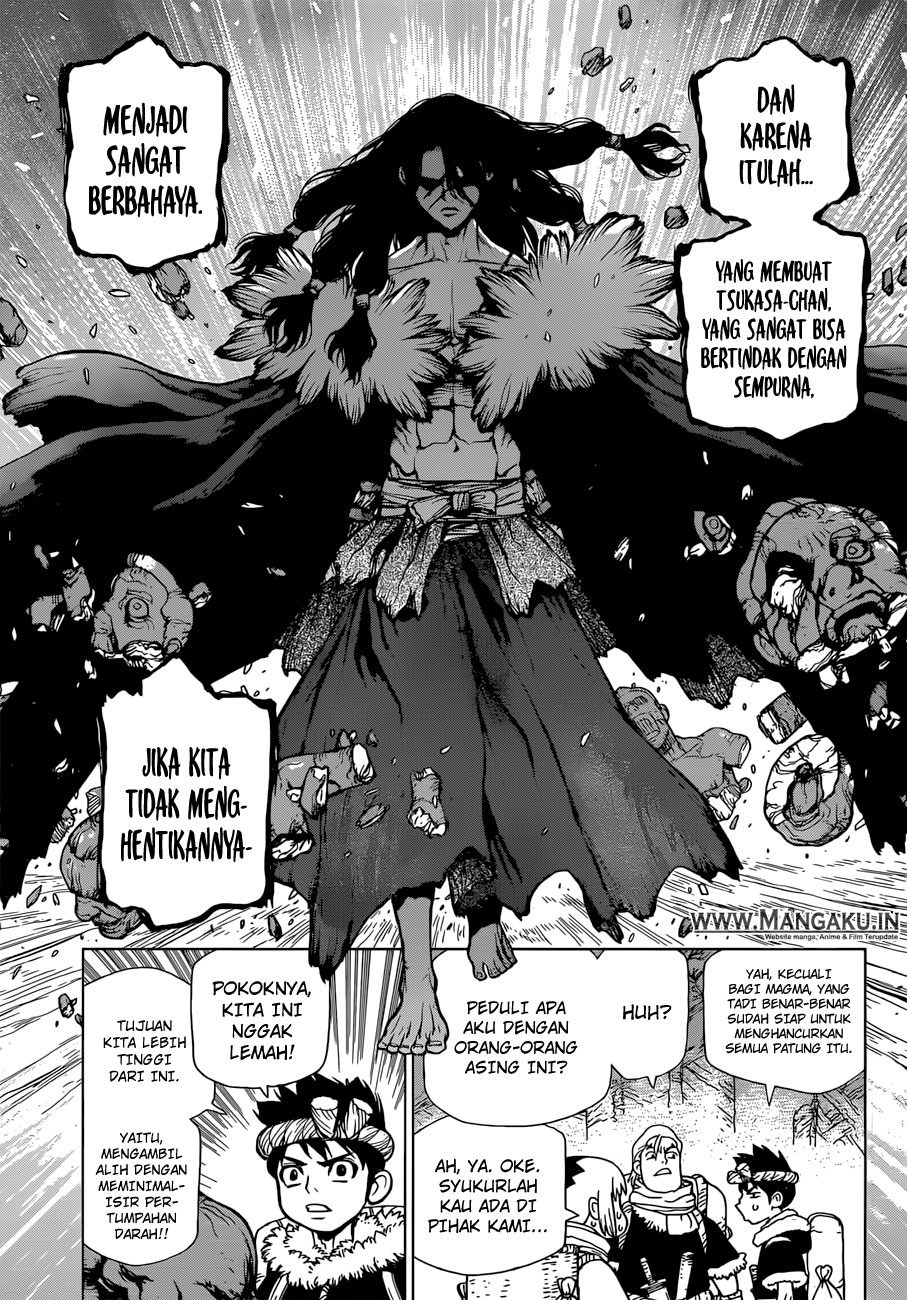 DAN
KARENA
ITULAH...
YANG MEMBUAT
TSUKASA-CHAN,
YANG SANGAT BISA
BERTINDAK DENGAN
SEMPURNA,
MENJADI
SANGAT
BERBAHAYA.
JIKA KITA
TIDAK MENG-
HENTIKANNYA-
WWW.MANGAKU.IN
Website manga, Anime & Film Terupdate
YAH, KECUALI
BAGI MAGMA, YANG
TADI BENAR-BENAR
SUDAH SIAP UNTUK
MENGHANCURKAN
SEMUA PATUNG ITU.
HUH?
PEDULI APA
AKU DENGAN
ORANG-ORANG
ASING INI?
AH, YA. OKE.
SYUKURLAH
KAU ADA DI
PIHAK KAMI...
POKOKNYA,
KITA INI
NGGAK
LEMAH!
TUJUAN
KITA LEBIH
TINGGI
DARI INI.
YAITU,
MENGAMBIL
ALIH DENGAN
MEMINIMAL-
ISIR PER-
TUMPAHAN
DARAH!!